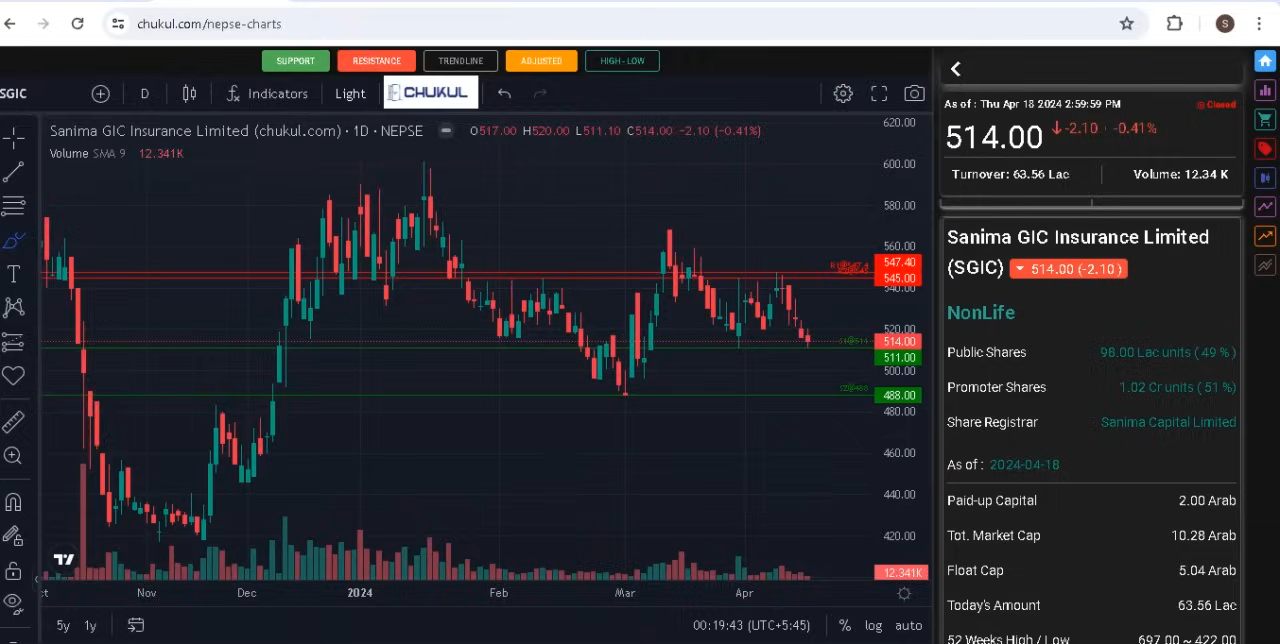 chukul.com/nepse-charts
S
SUPPORT RESISTANCE TRENDLINE ADJUSTED HIGH-LOW
SGIC D Indicators Light CHUKUL
Sanima GIC Insurance Limited (chukul.com) · 1D · NEPSE O517.00 H520.00 L511.10 C514.00 -2.10 (-0.41%)
Volume SMA 9 12.341K
620.00
600.00
580.00
560.00
547.40
545.00
540.00
520.00
514.00
511.00
500.00
488.00
480.00
460.00
440.00
420.00
12.341K
Nov Dec 2024 Feb Mar Apr
5y 1y 00:19:43 (UTC+5:45) % log auto
As of : Thu Apr 18 2024 2:59:59 PM Closed
514.00 -2.10 -0.41%
Turnover: 63.56 Lac Volume: 12.34 K
Sanima GIC Insurance Limited
(SGIC) 514.00 (-2.10 )
NonLife
Public Shares 98.00 Lac units ( 49 % )
Promoter Shares 1.02 Cr units ( 51 % )
Share Registrar Sanima Capital Limited
As of : 2024-04-18
Paid-up Capital 2.00 Arab
Tot. Market Cap 10.28 Arab
Float Cap 5.04 Arab
Today's Amount 63.56 Lac
52 Weeks High / Low 697.00 ~ 422.00